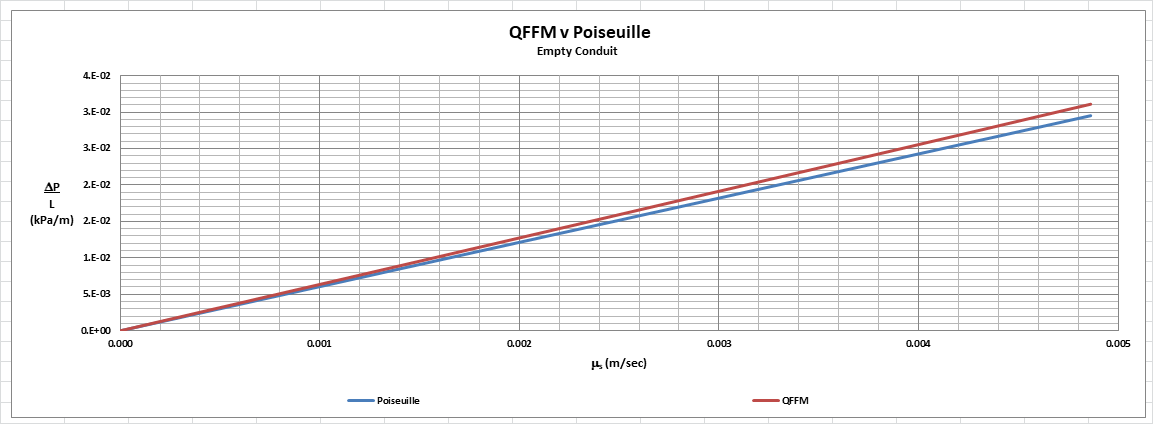 QFFM v Poiseuille
Empty Conduit
4.E-02
3.E-02
3.E-02
2.E-02
2.E-02
1.E-02
5.E-03
0.E+00
ΔP
L
(kPa/m)
0.000 0.001 0.002 0.003 0.004 0.005
μs (m/sec)
Poiseuille QFFM